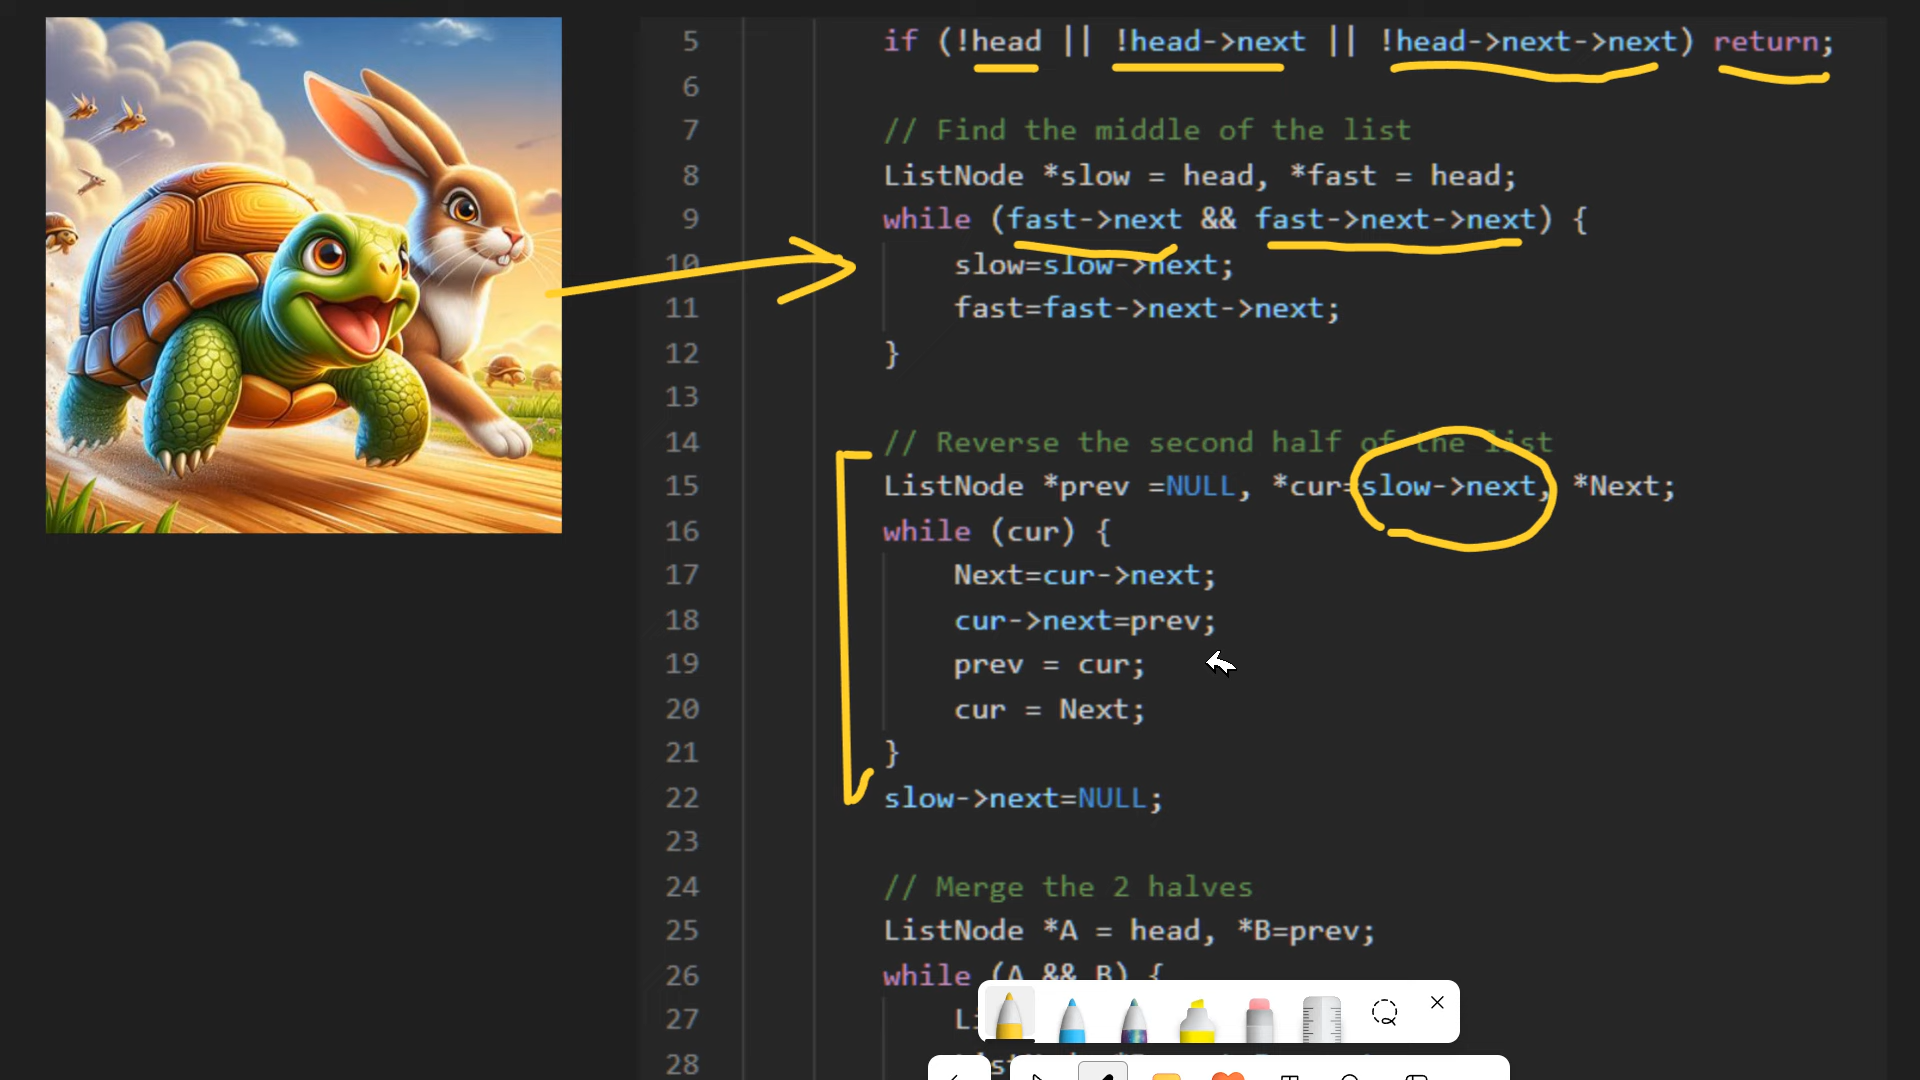 5 if (!head || !head->next || !head->next->next) return;
6
7 // Find the middle of the list
8 ListNode *slow = head, *fast = head;
9 while (fast->next && fast->next->next) {
10 slow=slow->next;
11 fast=fast->next->next;
12 }
13
14 // Reverse the second half of the list
15 ListNode *prev =NULL, *cur=slow->next, *Next;
16 while (cur) {
17 Next=cur->next;
18 cur->next=prev;
19 prev = cur;
20 cur = Next;
21 }
22 slow->next=NULL;
23
24 // Merge the 2 halves
25 ListNode *A = head, *B=prev;
26 while (A && B) {
27
28